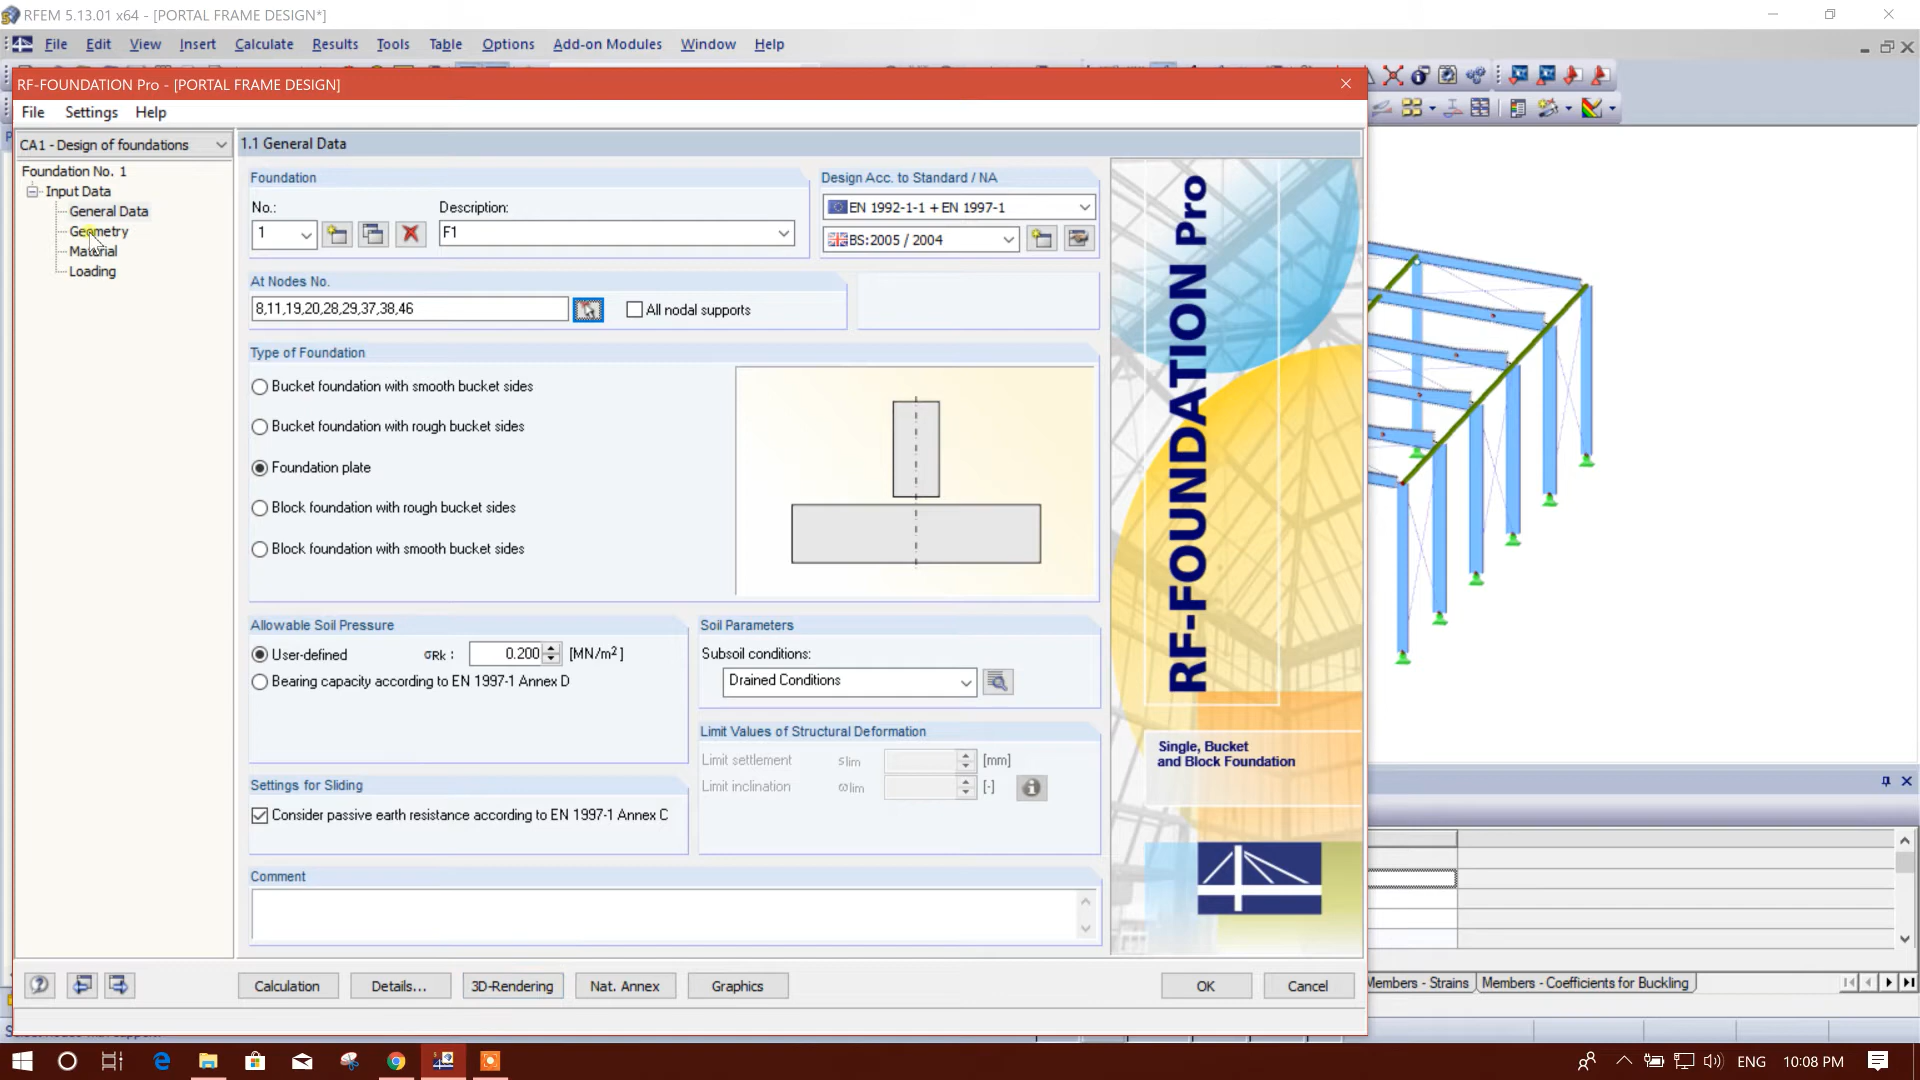 RFEM 5.13.01 x64 - [PORTAL FRAME DESIGN*]
File Edit View Insert Calculate Results Tools Table Options Add-on Modules Window Help
RF-FOUNDATION Pro - [PORTAL FRAME DESIGN]
File Settings Help
CA1 - Design of foundations
Foundation No. 1
Input Data
General Data
Geometry
Material
Loading
1.1 General Data
Foundation
No.:
Description:
1
F1
Design Acc. to Standard / NA
EN 1992-1-1 + EN 1997-1
BS:2005 / 2004
At Nodes No.
8,11,19,20,28,29,37,38,46
All nodal supports
Type of Foundation
Bucket foundation with smooth bucket sides
Bucket foundation with rough bucket sides
Foundation plate
Block foundation with rough bucket sides
Block foundation with smooth bucket sides
Allowable Soil Pressure
User-defined σRk : 0.200 [MN/m²]
Bearing capacity according to EN 1997-1 Annex D
Soil Parameters
Subsoil conditions:
Drained Conditions
Limit Values of Structural Deformation
Limit settlement slim [mm]
Limit inclination ωlim [-]
Settings for Sliding
Consider passive earth resistance according to EN 1997-1 Annex C
Comment
RF-FOUNDATION Pro
Single, Bucket
and Block Foundation
Calculation Details... 3D-Rendering Nat. Annex Graphics OK Cancel
Members - Strains Members - Coefficients for Buckling
ENG 10:08 PM